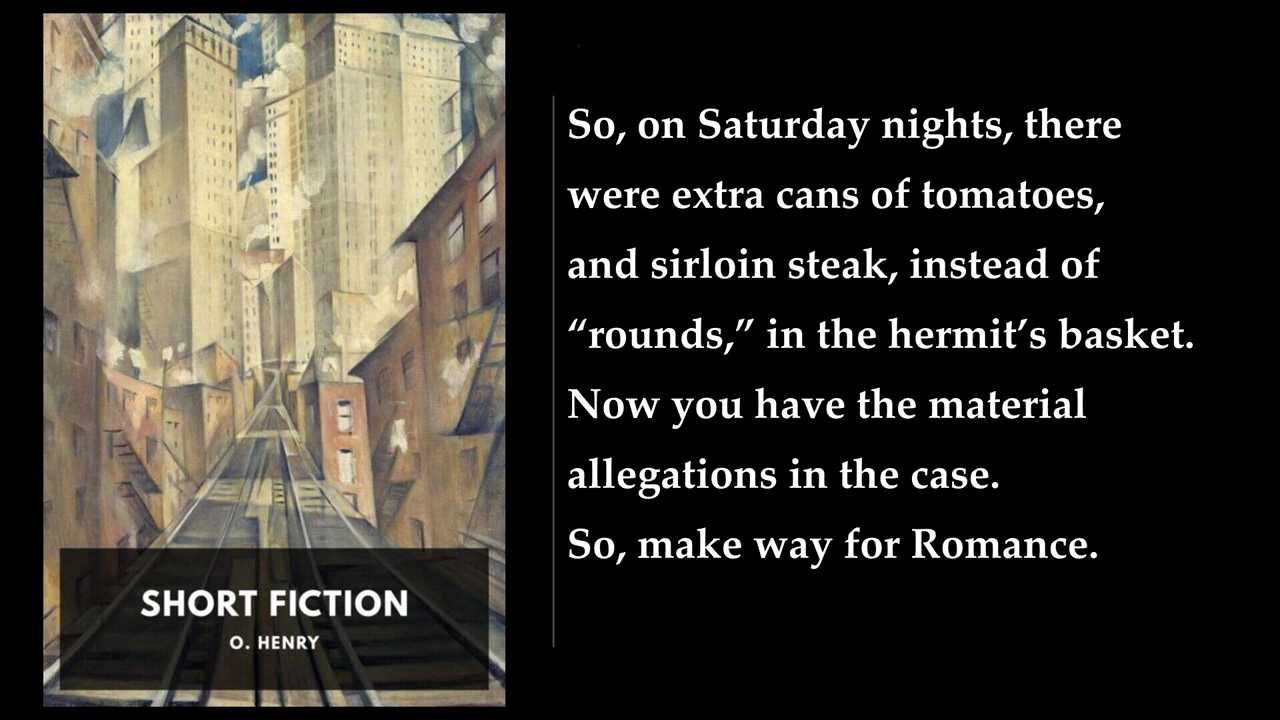 So, on Saturday nights, there
were extra cans of tomatoes,
and sirloin steak, instead of
“rounds,” in the hermit’s basket.
Now you have the material
allegations in the case.
So, make way for Romance.
SHORT FICTION
O. HENRY